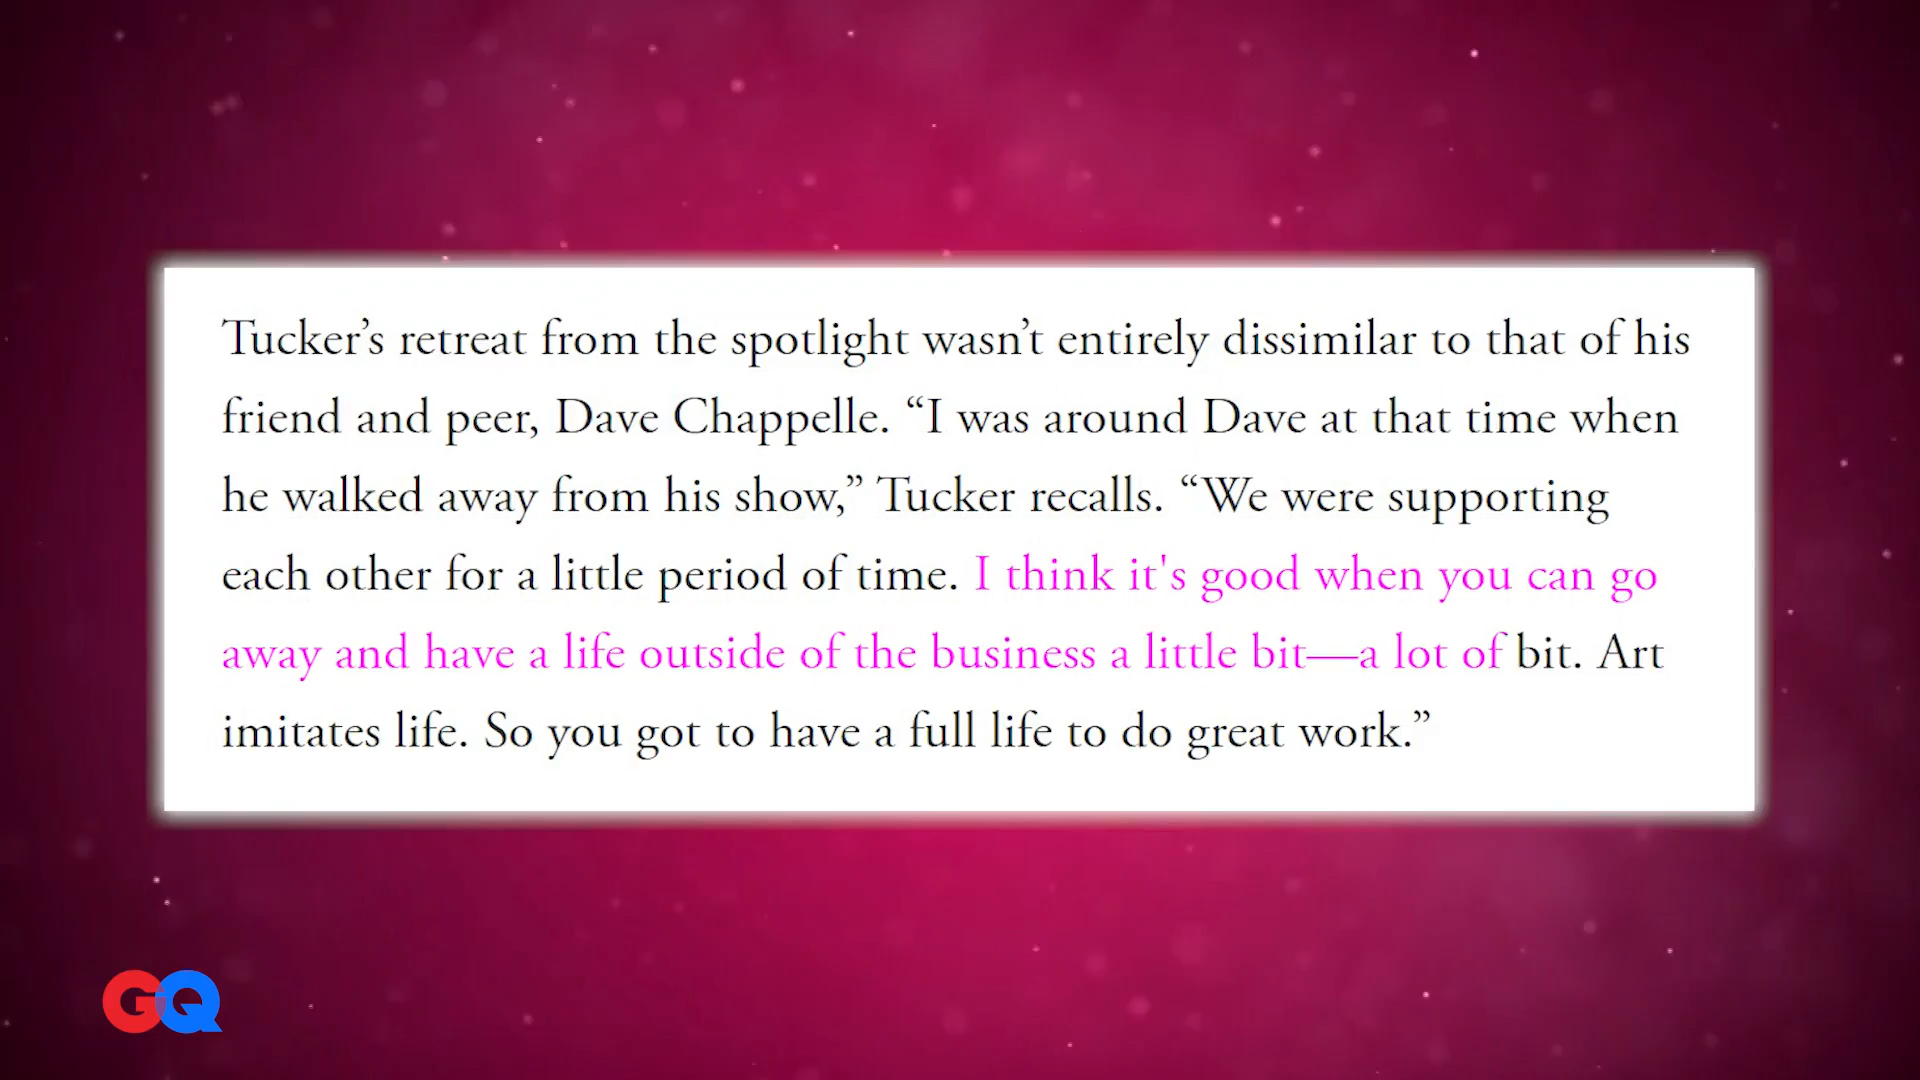 Tucker’s retreat from the spotlight wasn’t entirely dissimilar to that of his
friend and peer, Dave Chappelle. “I was around Dave at that time when
he walked away from his show,” Tucker recalls. “We were supporting
each other for a little period of time. I think it's good when you can go
away and have a life outside of the business a little bit—a lot of bit. Art
imitates life. So you got to have a full life to do great work.”
GQ